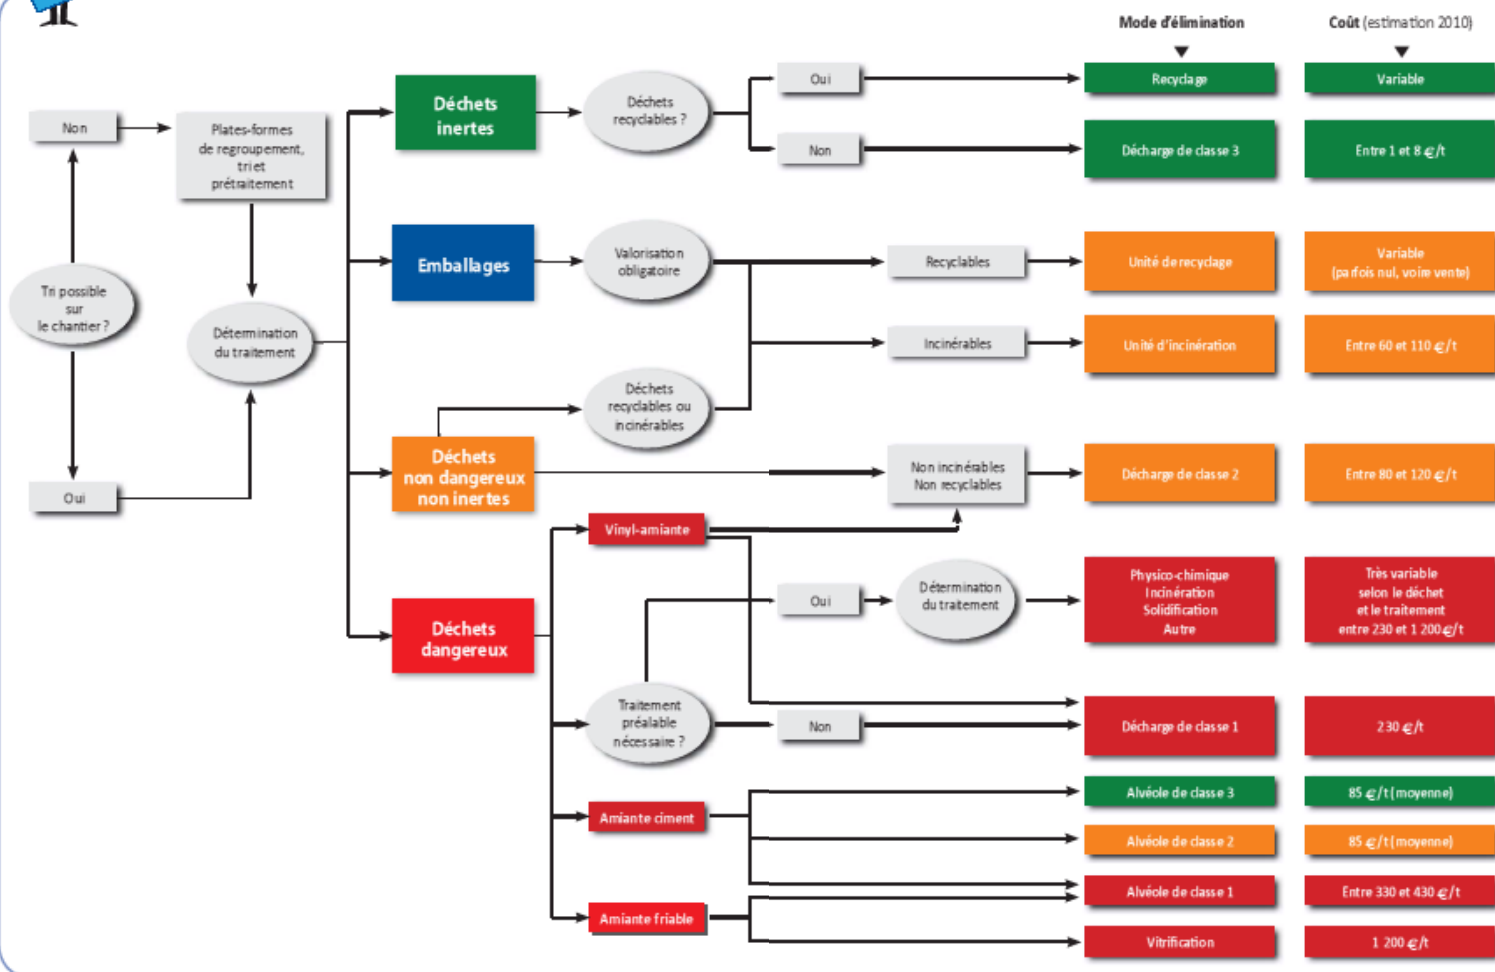 Mode d'élimination
Coût (estimation 2010)
Non
Plates-formes
de regroupement,
tri et
prétraitement
Tri possible
sur
le chantier ?
Oui
Détermination
du traitement
Déchets
inertes
Déchets
recyclables ?
Oui
Recyclage
Variable
Non
Décharge de classe 3
Entre 1 et 8 €/t
Emballages
Valorisation
obligatoire
Recyclables
Unité de recyclage
Variable
(parfois nul, voire vente)
Incinérables
Unité d'incinération
Entre 60 et 110 €/t
Déchets
recyclables ou
incinérables
Déchets
non dangereux
non inertes
Non incinérables
Non recyclables
Décharge de classe 2
Entre 80 et 120 €/t
Déchets
dangereux
Vinyl-amiante
Oui
Détermination
du traitement
Physico-chimique
Incinération
Solidification
Autre
Très variable
selon le déchet
et le traitement
entre 230 et 1 200 €/t
Traitement
préalable
nécessaire ?
Non
Décharge de classe 1
230 €/t
Amiante ciment
Alvéole de classe 3
85 €/t (moyenne)
Alvéole de classe 2
85 €/t (moyenne)
Alvéole de classe 1
Entre 330 et 430 €/t
Amiante friable
Vitrification
1 200 €/t